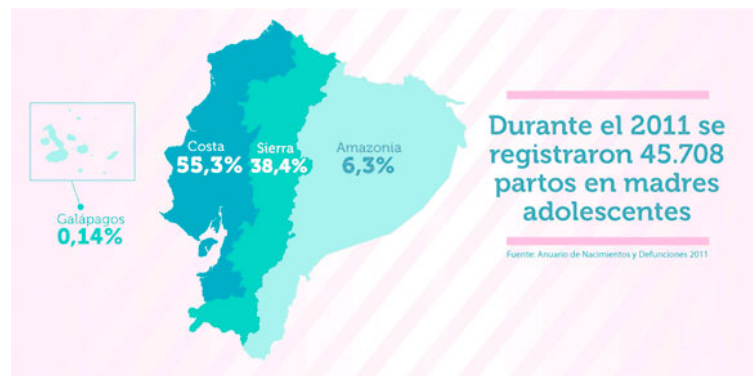 Costa
55,3%
Sierra
38,4%
Amazonía
6,3%
Galápagos
0,14%
Durante el 2011 se
registraron 45.708
partos en madres
adolescentes
Fuente: Anuario de Nacimientos y Defunciones 2011